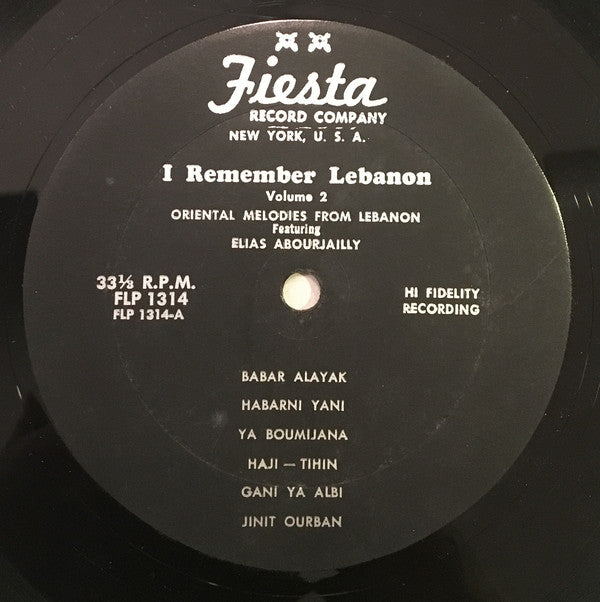 Fiesta
RECORD COMPANY
NEW YORK, U. S. A.
I Remember Lebanon
Volume 2
ORIENTAL MELODIES FROM LEBANON
Featuring
ELIAS ABOURJAILLY
33⅓ R.P.M.
FLP 1314
FLP 1314-A
HI FIDELITY
RECORDING
BABAR ALAYAK
HABARNI YANI
YA BOUMIJANA
HAJI — TIHIN
GANI YA ALBI
JINIT OURBAN